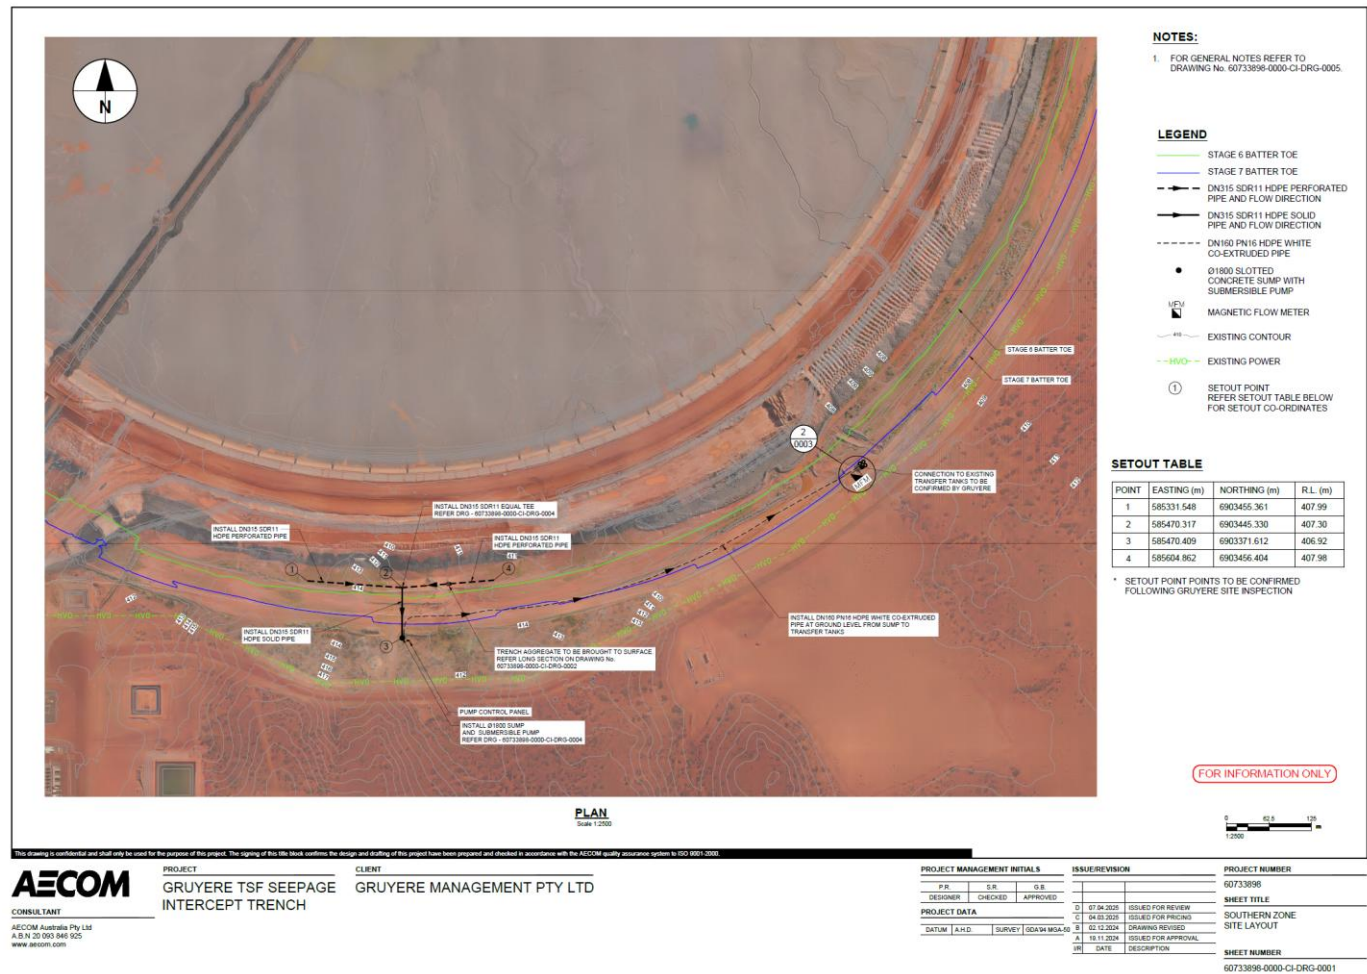 N
NOTES:
1. FOR GENERAL NOTES REFER TO
DRAWING No. 60733898-0000-CI-DRG-0005.
LEGEND
STAGE 6 BATTER TOE
STAGE 7 BATTER TOE
DN315 SDR11 HDPE PERFORATED
PIPE AND FLOW DIRECTION
DN315 SDR11 HDPE SOLID
PIPE AND FLOW DIRECTION
DN160 PN16 HDPE WHITE
CO-EXTRUDED PIPE
Ø1800 SLOTTED
CONCRETE SUMP WITH
SUBMERSIBLE PUMP
MFM
MAGNETIC FLOW METER
EXISTING CONTOUR
HVO EXISTING POWER
1 SETOUT POINT
REFER SETOUT TABLE BELOW
FOR SETOUT CO-ORDINATES
SETOUT TABLE
POINT EASTING (m) NORTHING (m) R.L. (m)
1 585331.548 6903455.361 407.99
2 585470.317 6903445.330 407.30
3 585470.409 6903371.612 406.92
4 585604.862 6903456.404 407.98
* SETOUT POINT POINTS TO BE CONFIRMED
FOLLOWING GRUYERE SITE INSPECTION
STAGE 6 BATTER TOE
STAGE 7 BATTER TOE
2
0003
MFM
CONNECTION TO EXISTING
TRANSFER TANKS TO BE
CONFIRMED BY GRUYERE
INSTALL DN315 SDR11 EQUAL TEE
REFER DRG - 60733898-0000-CI-DRG-0004
INSTALL DN315 SDR11
HDPE PERFORATED PIPE
INSTALL DN315 SDR11
HDPE PERFORATED PIPE
1
2
4
INSTALL DN315 SDR11
HDPE SOLID PIPE
3
TRENCH AGGREGATE TO BE BROUGHT TO SURFACE.
REFER LONG SECTION ON DRAWING No.
60733898-0000-CI-DRG-0002
INSTALL DN160 PN16 HDPE WHITE CO-EXTRUDED
PIPE AT GROUND LEVEL FROM SUMP TO
TRANSFER TANKS
PUMP CONTROL PANEL
INSTALL Ø1800 SUMP
AND SUBMERSIBLE PUMP
REFER DRG - 60733898-0000-CI-DRG-0004
FOR INFORMATION ONLY
PLAN
Scale 1:2500
0 62.5 125
1:2500 m
This drawing is confidential and shall only be used for the purpose of this project. The signing of this title block confirms the design and drafting of this project have been prepared and checked in accordance with the AECOM quality assurance system to ISO 9001-2000.
AECOM
CONSULTANT
AECOM Australia Pty Ltd
A.B.N 20 093 846 925
www.aecom.com
PROJECT
GRUYERE TSF SEEPAGE
INTERCEPT TRENCH
CLIENT
GRUYERE MANAGEMENT PTY LTD
PROJECT MANAGEMENT INITIALS
P.R. S.R. G.B.
DESIGNER CHECKED APPROVED
PROJECT DATA
DATUM A.H.D. SURVEY GDA'94 MGA-50
ISSUE/REVISION
D 07.04.2025 ISSUED FOR REVIEW
C 04.03.2025 ISSUED FOR PRICING
B 02.12.2024 DRAWING REVISED
A 19.11.2024 ISSUED FOR APPROVAL
I/R DATE DESCRIPTION
PROJECT NUMBER
60733898
SHEET TITLE
SOUTHERN ZONE
SITE LAYOUT
SHEET NUMBER
60733898-0000-CI-DRG-0001